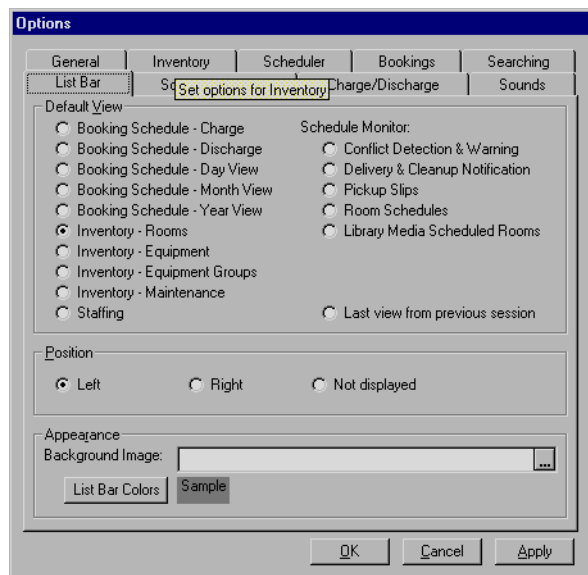 Options
General Inventory Scheduler Bookings Searching
List Bar Set options for Inventory harge/Discharge Sounds
Default View
Booking Schedule - Charge
Booking Schedule - Discharge
Booking Schedule - Day View
Booking Schedule - Month View
Booking Schedule - Year View
Inventory - Rooms
Inventory - Equipment
Inventory - Equipment Groups
Inventory - Maintenance
Staffing
Schedule Monitor:
Conflict Detection & Warning
Delivery & Cleanup Notification
Pickup Slips
Room Schedules
Library Media Scheduled Rooms
Last view from previous session
Position
Left Right Not displayed
Appearance
Background Image: ...
List Bar Colors Sample
OK Cancel Apply